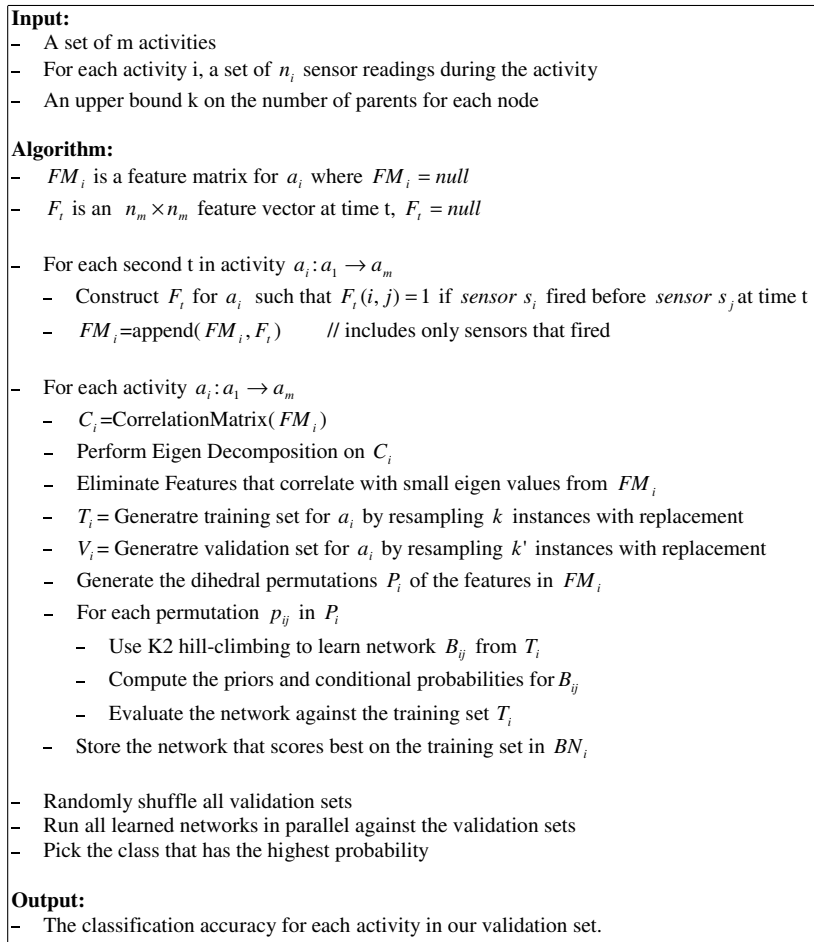 Input:
– A set of m activities
– For each activity i, a set of n_i sensor readings during the activity
– An upper bound k on the number of parents for each node
Algorithm:
– FM_i is a feature matrix for a_i where FM_i = null
– F_t is an n_m × n_m feature vector at time t, F_t = null
– For each second t in activity a_i : a_1 → a_m
– Construct F_t for a_i such that F_t(i, j) = 1 if sensor s_i fired before sensor s_j at time t
– FM_i=append(FM_i, F_t) // includes only sensors that fired
– For each activity a_i : a_1 → a_m
– C_i=CorrelationMatrix(FM_i)
– Perform Eigen Decomposition on C_i
– Eliminate Features that correlate with small eigen values from FM_i
– T_i = Generatre training set for a_i by resampling k instances with replacement
– V_i = Generatre validation set for a_i by resampling k' instances with replacement
– Generate the dihedral permutations P_i of the features in FM_i
– For each permutation p_ij in P_i
– Use K2 hill-climbing to learn network B_ij from T_i
– Compute the priors and conditional probabilities for B_ij
– Evaluate the network against the training set T_i
– Store the network that scores best on the training set in BN_i
– Randomly shuffle all validation sets
– Run all learned networks in parallel against the validation sets
– Pick the class that has the highest probability
Output:
– The classification accuracy for each activity in our validation set.